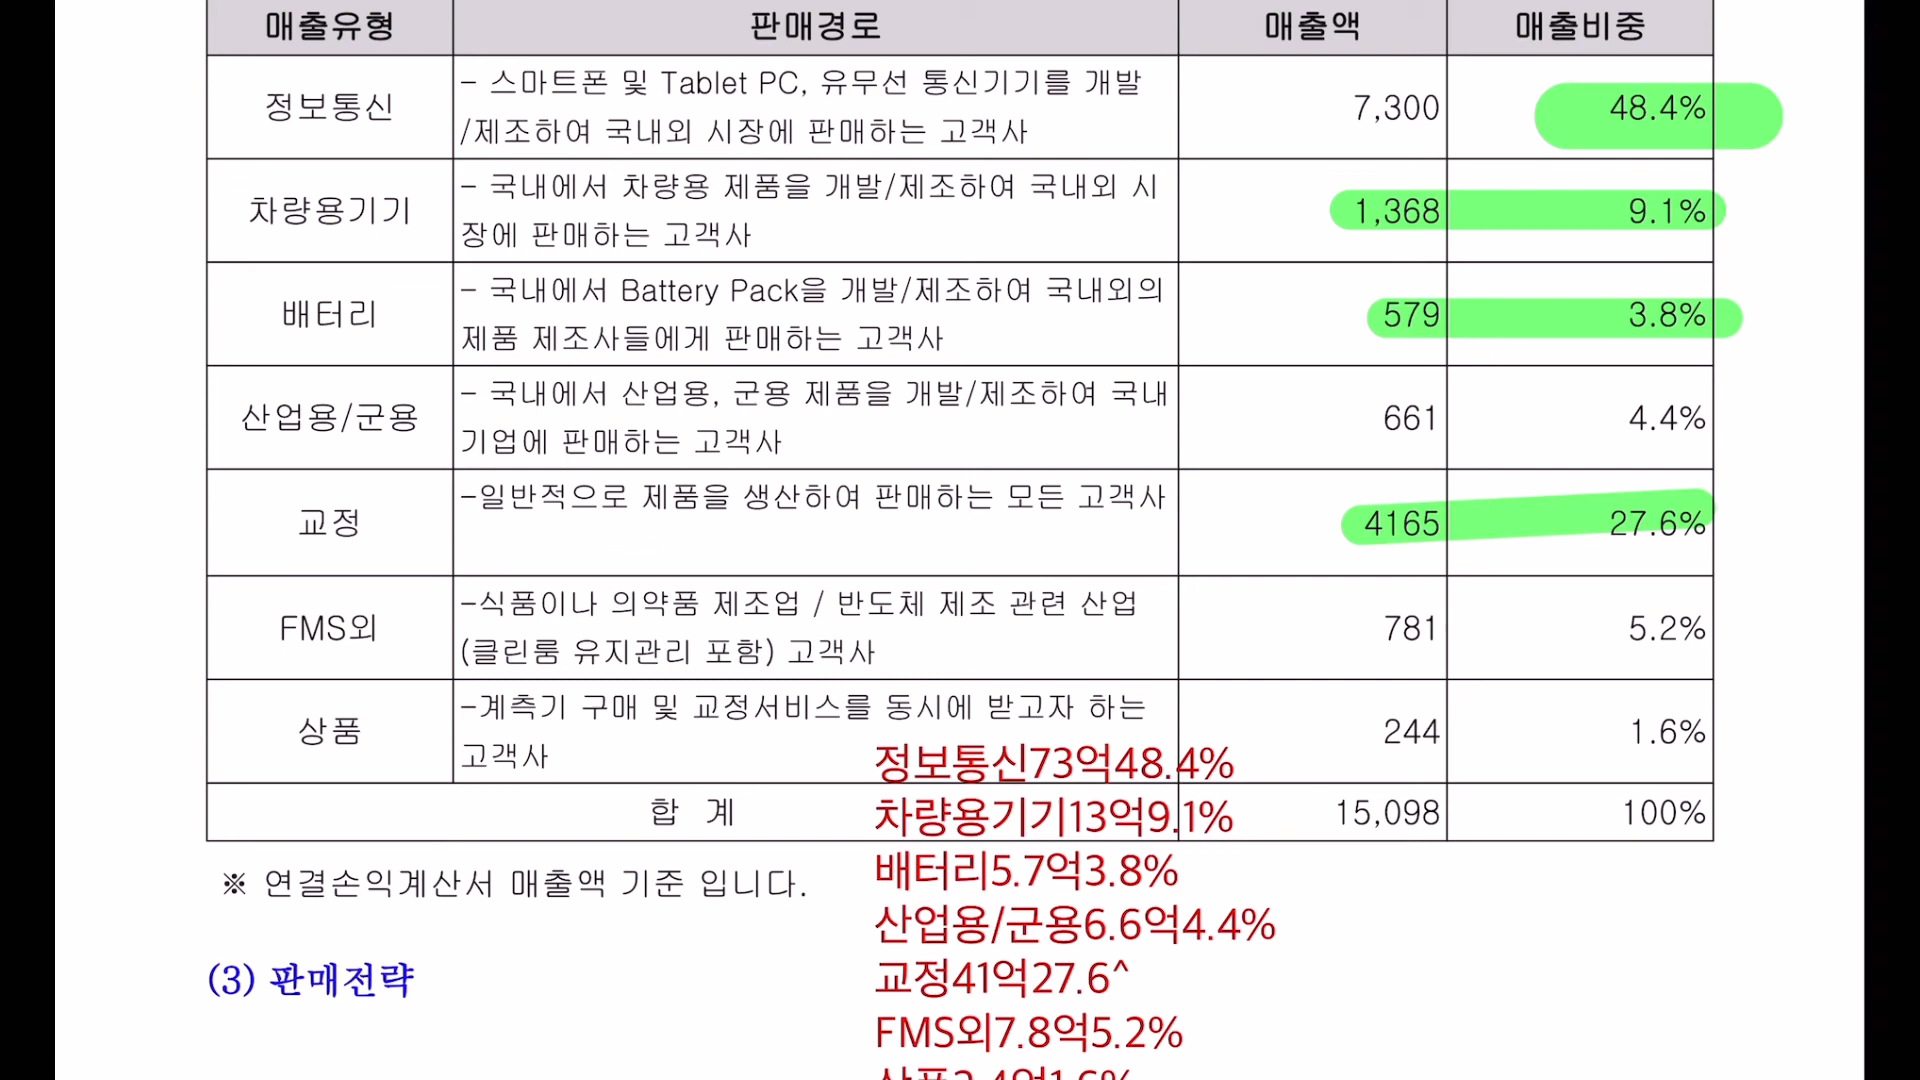 매출유형 판매경로 매출액 매출비중
정보통신 - 스마트폰 및 Tablet PC, 유무선 통신기기를 개발 7,300 48.4%
/제조하여 국내외 시장에 판매하는 고객사
차량용기기 - 국내에서 차량용 제품을 개발/제조하여 국내외 시 1,368 9.1%
장에 판매하는 고객사
배터리 - 국내에서 Battery Pack을 개발/제조하여 국내외의 579 3.8%
제품 제조사들에게 판매하는 고객사
산업용/군용 - 국내에서 산업용, 군용 제품을 개발/제조하여 국내 661 4.4%
기업에 판매하는 고객사
교정 -일반적으로 제품을 생산하여 판매하는 모든 고객사 4165 27.6%
FMS외 -식품이나 의약품 제조업 / 반도체 제조 관련 산업 781 5.2%
(클린룸 유지관리 포함) 고객사
상품 -계측기 구매 및 교정서비스를 동시에 받고자 하는 244 1.6%
고객사
합 계 15,098 100%
※ 연결손익계산서 매출액 기준 입니다.
(3) 판매전략
정보통신73억48.4%
차량용기기13억9.1%
배터리5.7억3.8%
산업용/군용6.6억4.4%
교정41억27.6^
FMS외7.8억5.2%